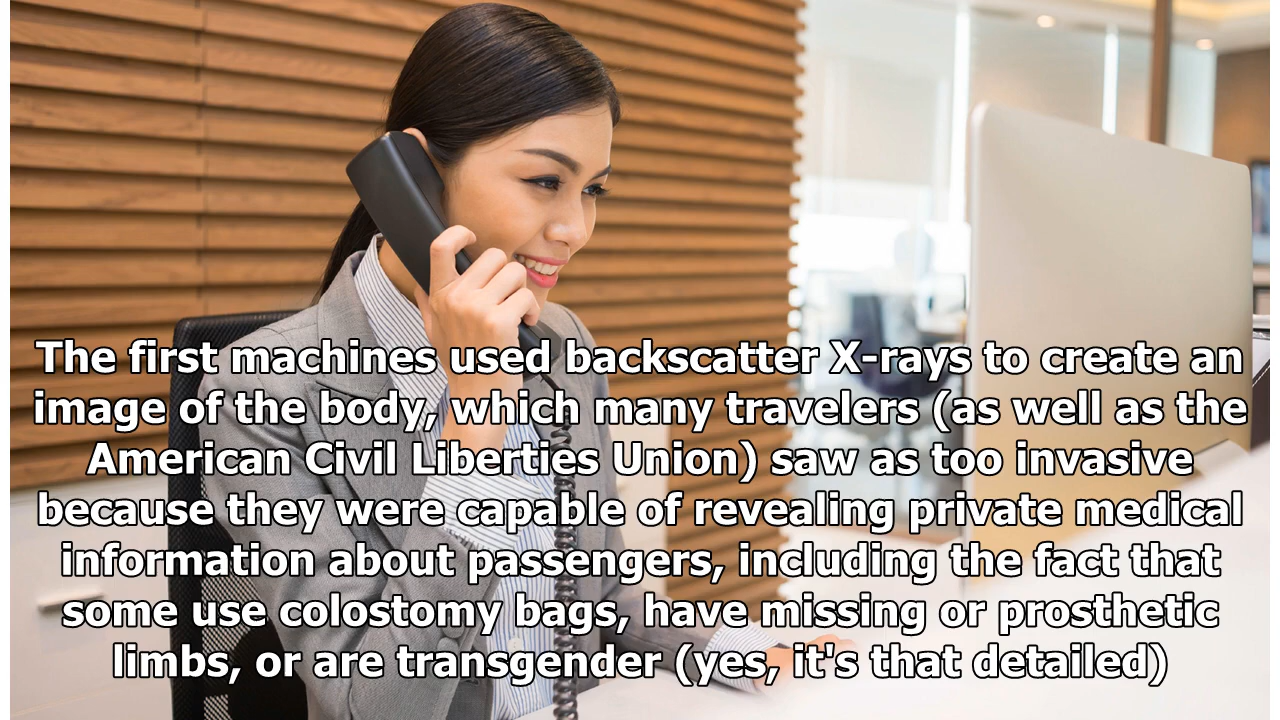 The first machines used backscatter X-rays to create an
image of the body, which many travelers (as well as the
American Civil Liberties Union) saw as too invasive
because they were capable of revealing private medical
information about passengers, including the fact that
some use colostomy bags, have missing or prosthetic
limbs, or are transgender (yes, it's that detailed)